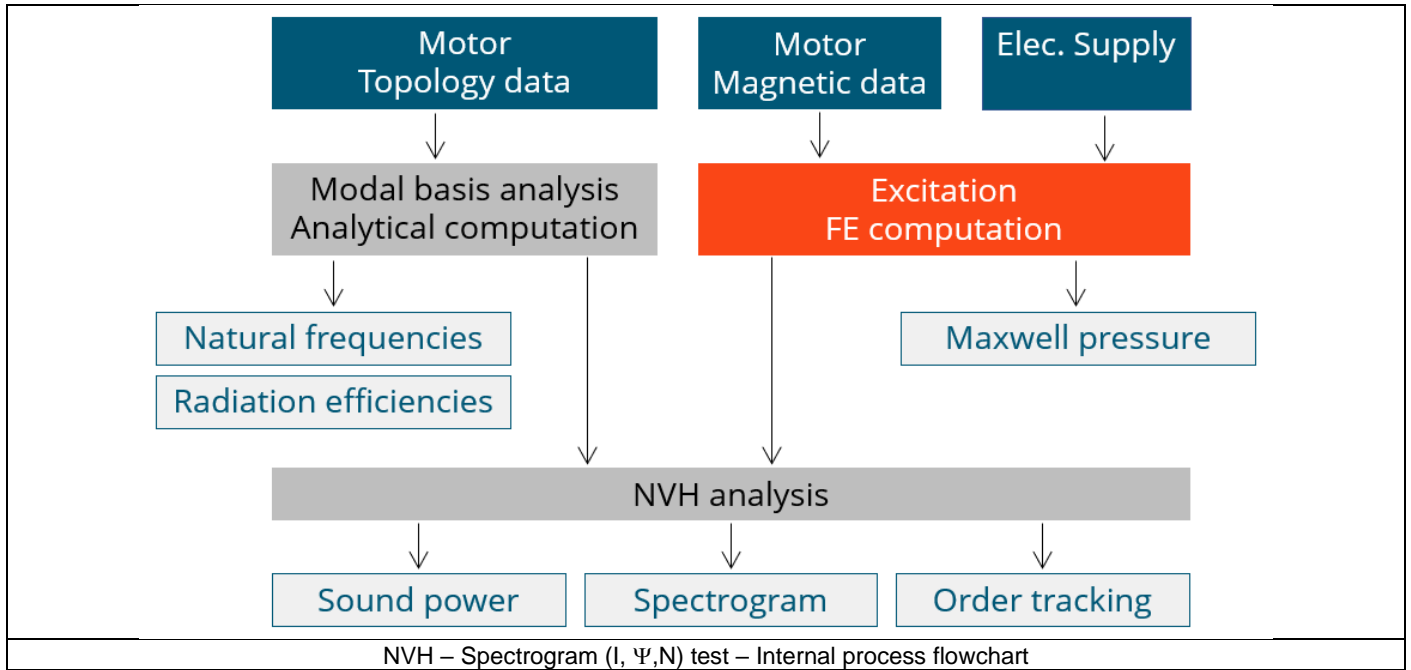 Motor
Topology data
Motor
Magnetic data
Elec. Supply
Modal basis analysis
Analytical computation
Excitation
FE computation
Natural frequencies
Radiation efficiencies
Maxwell pressure
NVH analysis
Sound power
Spectrogram
Order tracking
NVH – Spectrogram (I, Ψ,N) test – Internal process flowchart